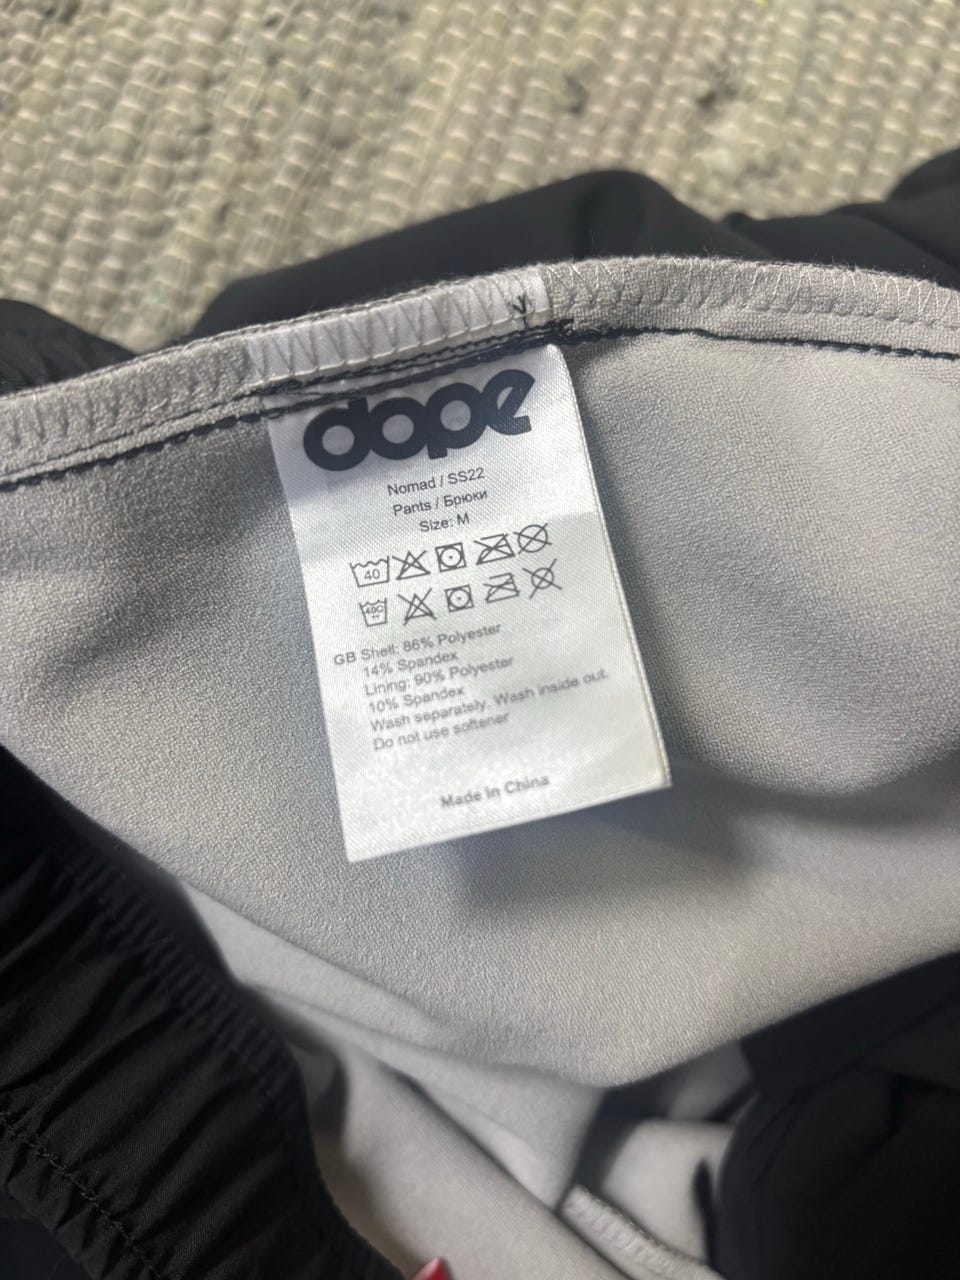 dope
Nomad / SS22
Pants / Брюки
Size: M
40
40C
GB Shell: 86% Polyester
14% Spandex
Lining: 90% Polyester
10% Spandex
Wash separately. Wash inside out.
Do not use softener
Made in China